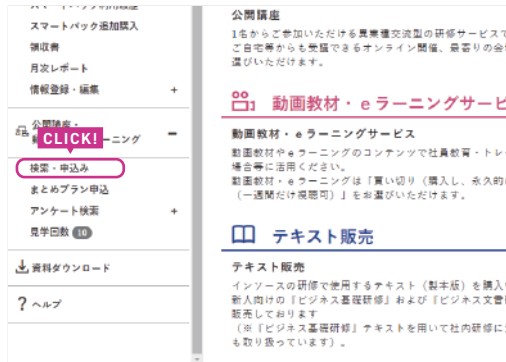 スマートパック追加購入
領収書
月次レポート
情報登録・編集 +
公開講座・
CLICK!
ーニング −
検索・申込み
まとめプラン申込
アンケート検索 +
見学回数 10
資料ダウンロード
? ヘルプ
公開講座
1名からご参加いただける異業種交流型の研修サービスで
ご自宅等からも受講できるオンライン開催、最寄りの会
選びいただけます。
動画教材・eラーニングサービ
動画教材・eラーニングサービス
動画教材やeラーニングのコンテンツで社員教育・トレ
場合等に活用ください。
動画教材・eラーニングは「買い切り（購入し、永久的
（一週間だけ視聴可）」をお選びいただけます。
テキスト販売
テキスト販売
インソースの研修で使用するテキスト（製本版）を購入
新人向けの『ビジネス基礎研修』および『ビジネス文書
販売しております
（※『ビジネス基礎研修』テキストを用いて社内研修に
も取り扱っています）。